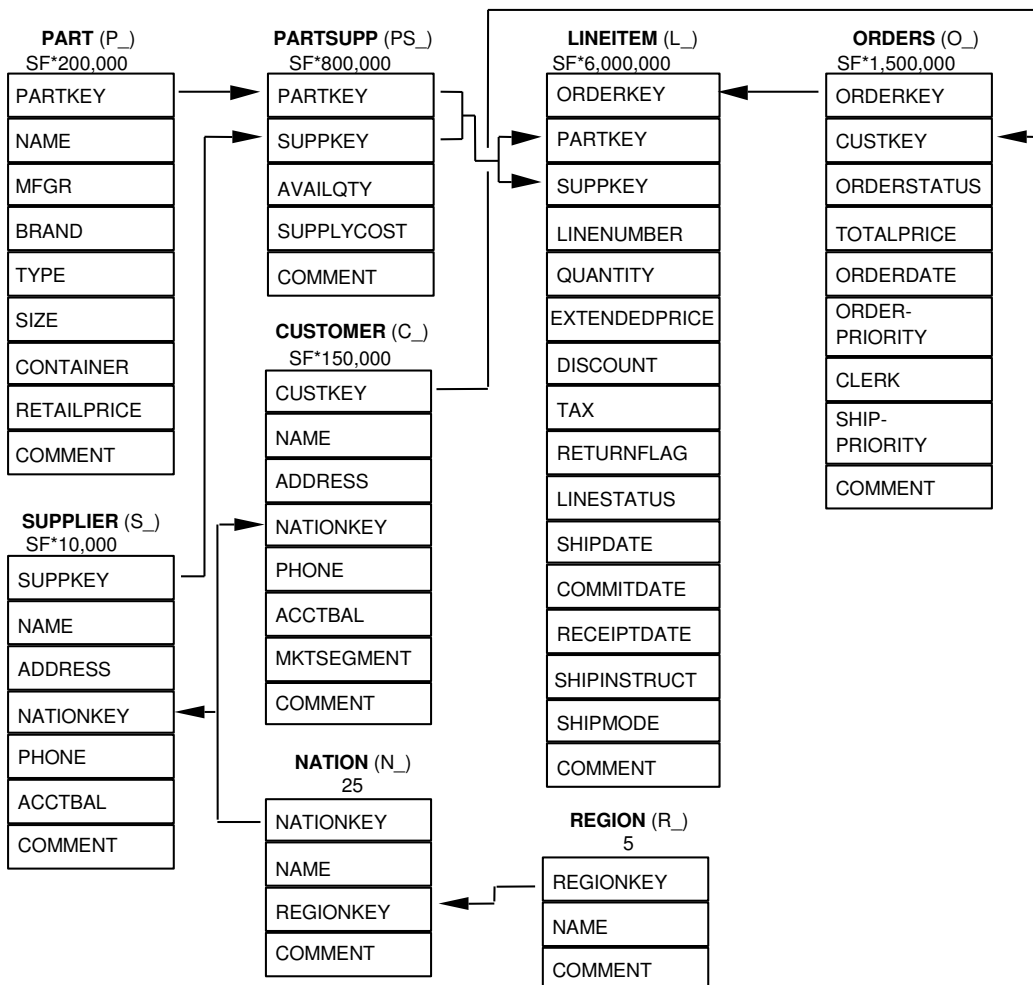 PART (P_)
SF*200,000
PARTKEY
NAME
MFGR
BRAND
TYPE
SIZE
CONTAINER
RETAILPRICE
COMMENT
SUPPLIER (S_)
SF*10,000
SUPPKEY
NAME
ADDRESS
NATIONKEY
PHONE
ACCTBAL
COMMENT
PARTSUPP (PS_)
SF*800,000
PARTKEY
SUPPKEY
AVAILQTY
SUPPLYCOST
COMMENT
CUSTOMER (C_)
SF*150,000
CUSTKEY
NAME
ADDRESS
NATIONKEY
PHONE
ACCTBAL
MKTSEGMENT
COMMENT
NATION (N_)
25
NATIONKEY
NAME
REGIONKEY
COMMENT
LINEITEM (L_)
SF*6,000,000
ORDERKEY
PARTKEY
SUPPKEY
LINENUMBER
QUANTITY
EXTENDEDPRICE
DISCOUNT
TAX
RETURNFLAG
LINESTATUS
SHIPDATE
COMMITDATE
RECEIPTDATE
SHIPINSTRUCT
SHIPMODE
COMMENT
REGION (R_)
5
REGIONKEY
NAME
COMMENT
ORDERS (O_)
SF*1,500,000
ORDERKEY
CUSTKEY
ORDERSTATUS
TOTALPRICE
ORDERDATE
ORDER-
PRIORITY
CLERK
SHIP-
PRIORITY
COMMENT